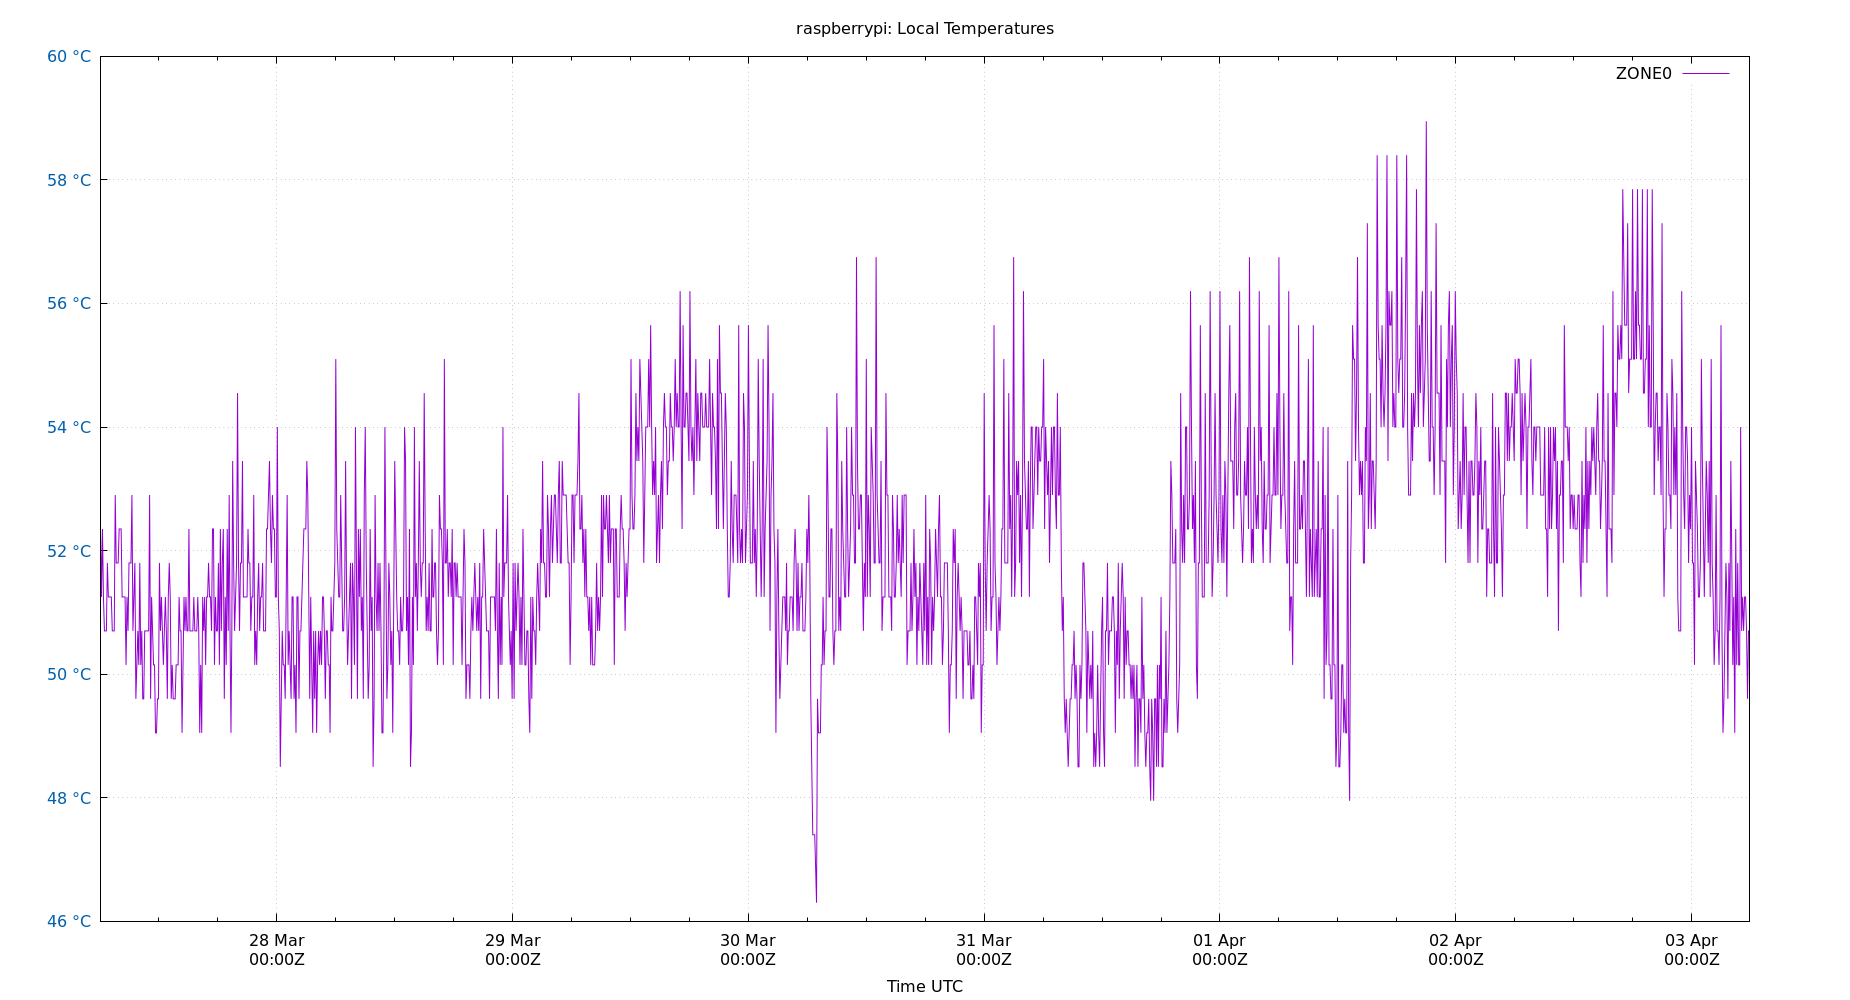 raspberrypi: Local Temperatures
60 °C
ZONE0
58 °C
56 °C
54 °C
52 °C
50 °C
48 °C
46 °C
28 Mar 29 Mar 30 Mar 31 Mar 01 Apr 02 Apr 03 Apr
00:00Z 00:00Z 00:00Z 00:00Z 00:00Z 00:00Z 00:00Z
Time UTC